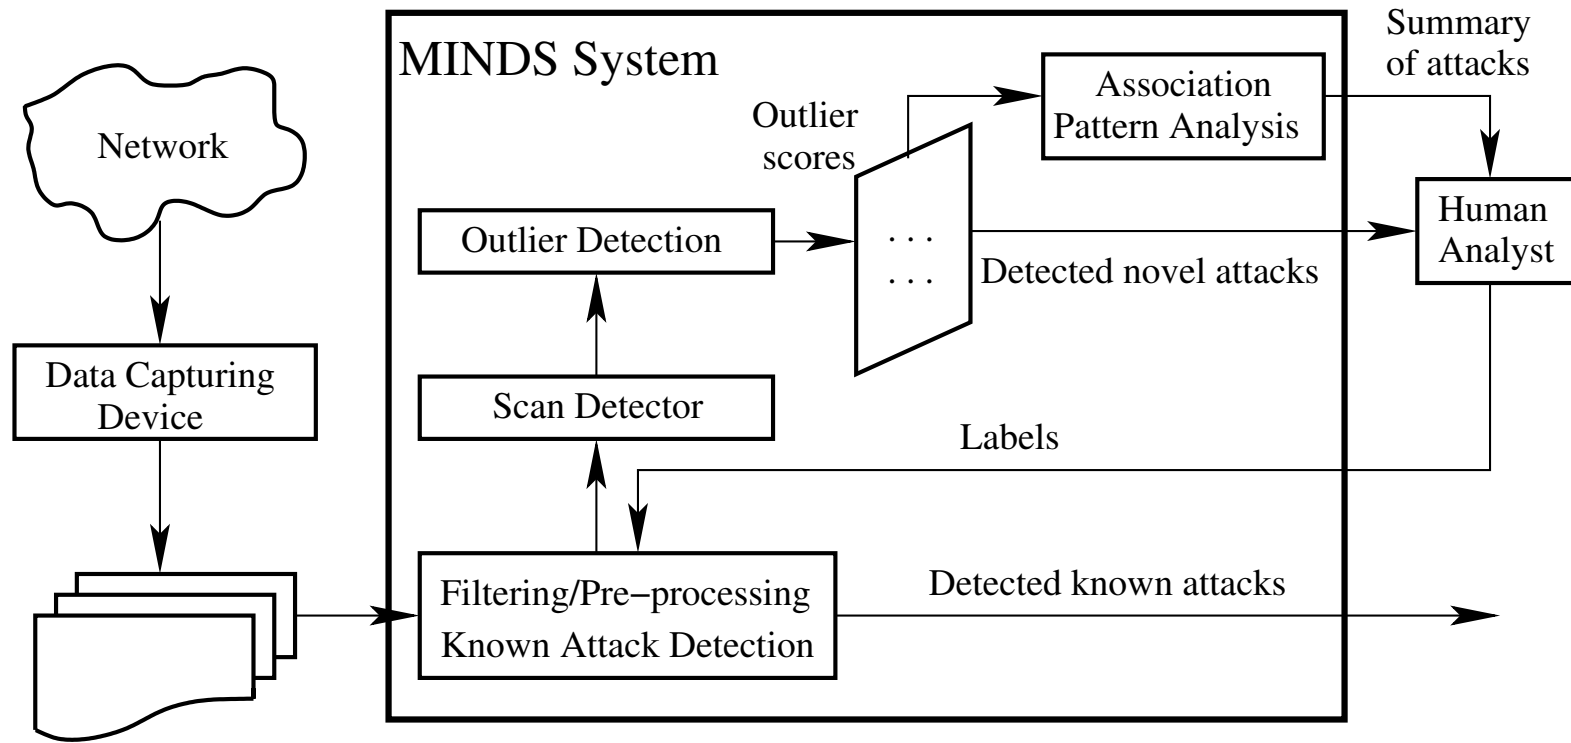 MINDS System
Summary
of attacks
Association
Pattern Analysis
Outlier
scores
Network
Human
Analyst
Outlier Detection
. . .
. . .
Detected novel attacks
Data Capturing
Device
Scan Detector
Labels
Filtering/Pre−processing
Known Attack Detection
Detected known attacks